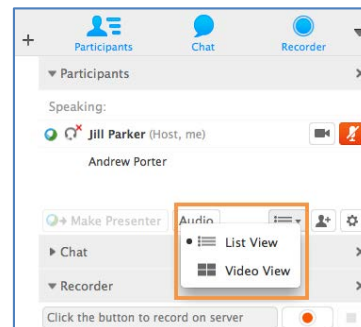 Participants Chat Recorder
Participants
Speaking:
Jill Parker (Host, me)
Andrew Porter
Make Presenter Audio
List View
Video View
Chat
Recorder
Click the button to record on server